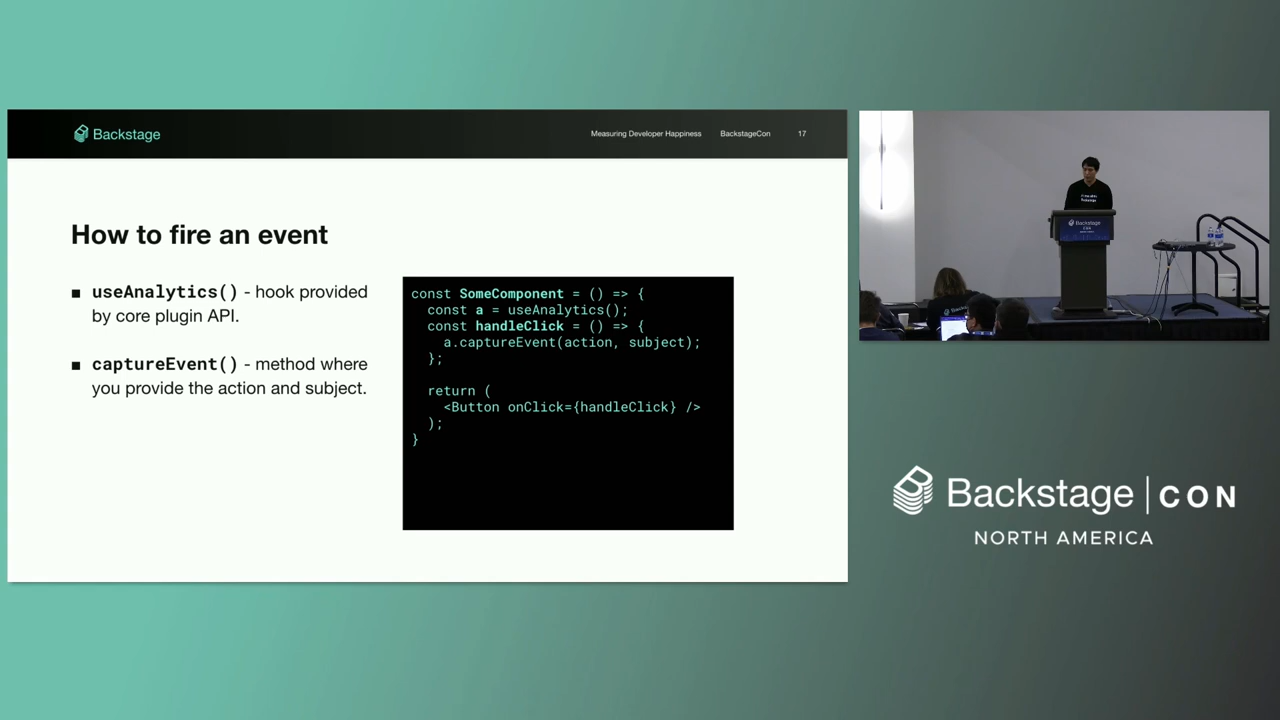 Backstage
Measuring Developer Happiness BackstageCon 17
How to fire an event
■ useAnalytics() - hook provided
by core plugin API.
■ captureEvent() - method where
you provide the action and subject.
const SomeComponent = () => {
const a = useAnalytics();
const handleClick = () => {
a.captureEvent(action, subject);
};
return (
<Button onClick={handleClick} />
);
}
Backstage
Backstage | CON
NORTH AMERICA